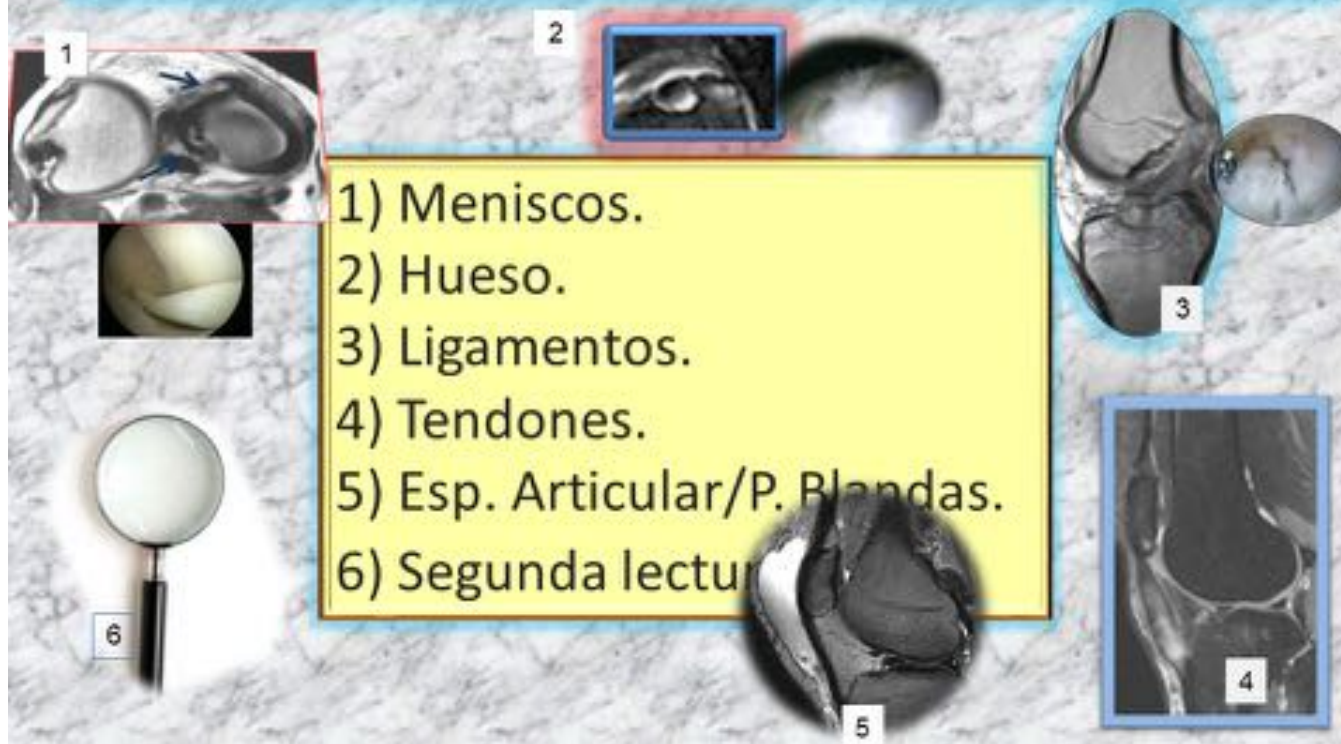 1
2
3
1) Meniscos.
2) Hueso.
3) Ligamentos.
4) Tendones.
5) Esp. Articular/P. Blandas.
6) Segunda
6
4
5